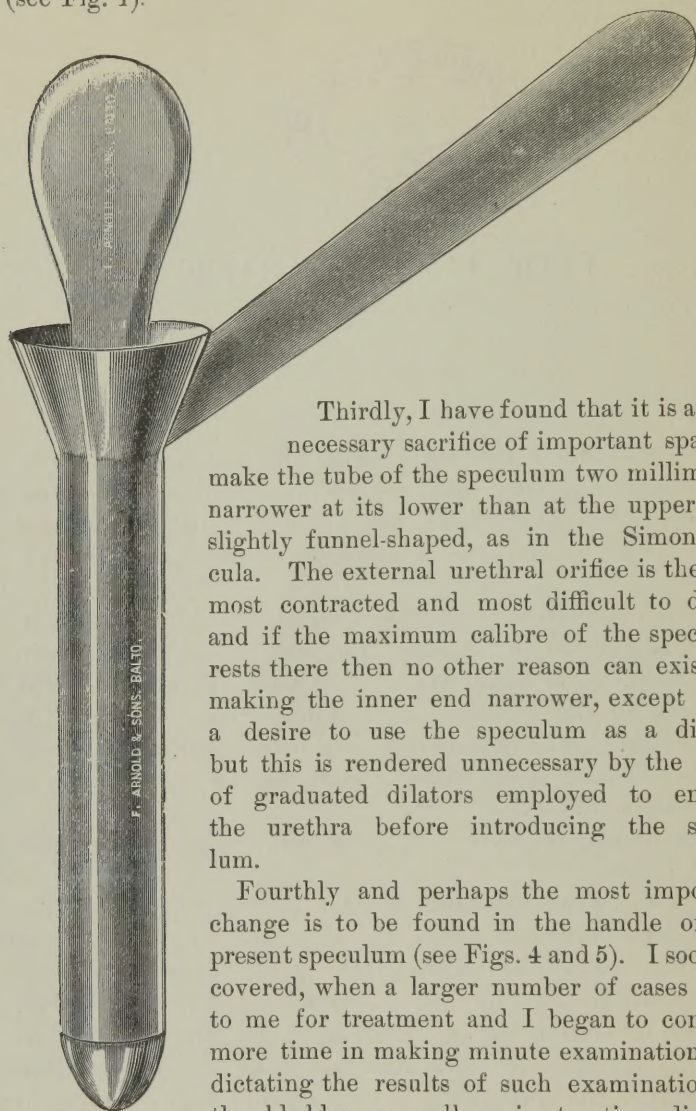 (see Fig. 1).
F. ARNOLD & SONS. BALTO.
Thirdly, I have found that it is a
necessary sacrifice of important spa
make the tube of the speculum two millim
narrower at its lower than at the upper
slightly funnel-shaped, as in the Simon
cula. The external urethral orifice is the
most contracted and most difficult to d
and if the maximum calibre of the spec
rests there then no other reason can exis
making the inner end narrower, except
a desire to use the speculum as a di
but this is rendered unnecessary by the
of graduated dilators employed to en
the urethra before introducing the s
lum.
F. ARNOLD & SONS. BALTO.
Fourthly and perhaps the most impo
change is to be found in the handle o
present speculum (see Figs. 4 and 5). I soo
covered, when a larger number of cases
to me for treatment and I began to con
more time in making minute examination
dictating the results of such examinatio